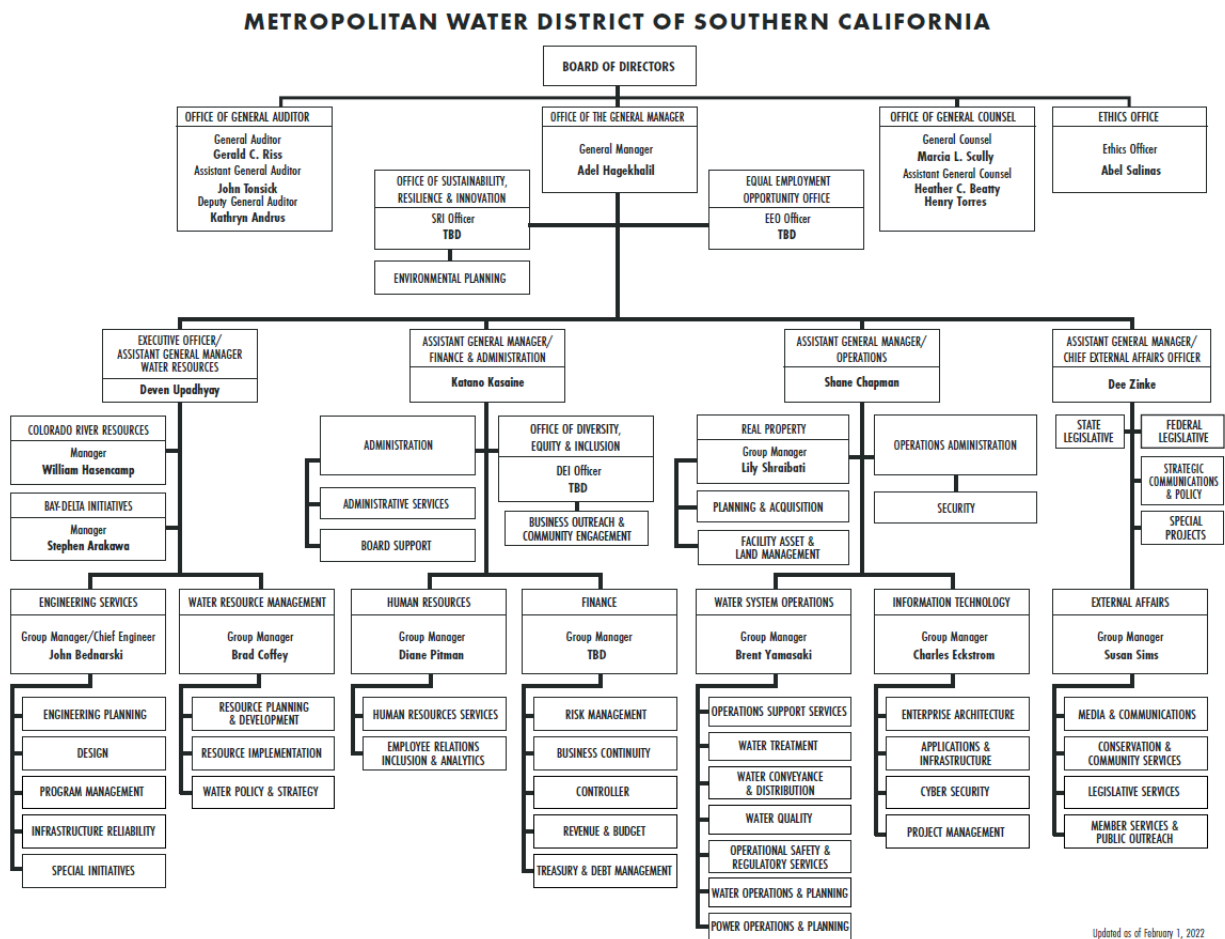 METROPOLITAN WATER DISTRICT OF SOUTHERN CALIFORNIA
BOARD OF DIRECTORS
OFFICE OF GENERAL AUDITOR
General Auditor
Gerald C. Riss
Assistant General Auditor
John Tonsick
Deputy General Auditor
Kathryn Andrus
OFFICE OF THE GENERAL MANAGER
General Manager
Adel Hagekhalil
OFFICE OF GENERAL COUNSEL
General Counsel
Marcia L. Scully
Assistant General Counsel
Heather C. Beatty
Henry Torres
ETHICS OFFICE
Ethics Officer
Abel Salinas
OFFICE OF SUSTAINABILITY,
RESILIENCE & INNOVATION
SRI Officer
TBD
ENVIRONMENTAL PLANNING
EQUAL EMPLOYMENT
OPPORTUNITY OFFICE
EEO Officer
TBD
EXECUTIVE OFFICER/
ASSISTANT GENERAL MANAGER
WATER RESOURCES
Deven Upadhyay
ASSISTANT GENERAL MANAGER/
FINANCE & ADMINISTRATION
Katano Kasaine
ASSISTANT GENERAL MANAGER/
OPERATIONS
Shane Chapman
ASSISTANT GENERAL MANAGER/
CHIEF EXTERNAL AFFAIRS OFFICER
Dee Zinke
COLORADO RIVER RESOURCES
Manager
William Hasencamp
BAY-DELTA INITIATIVES
Manager
Stephen Arakawa
ADMINISTRATION
ADMINISTRATIVE SERVICES
BOARD SUPPORT
OFFICE OF DIVERSITY,
EQUITY & INCLUSION
DEI Officer
TBD
BUSINESS OUTREACH &
COMMUNITY ENGAGEMENT
REAL PROPERTY
Group Manager
Lily Shraibati
PLANNING & ACQUISITION
FACILITY ASSET &
LAND MANAGEMENT
OPERATIONS ADMINISTRATION
SECURITY
STATE
LEGISLATIVE
FEDERAL
LEGISLATIVE
STRATEGIC
COMMUNICATIONS
& POLICY
SPECIAL
PROJECTS
ENGINEERING SERVICES
Group Manager/Chief Engineer
John Bednarski
ENGINEERING PLANNING
DESIGN
PROGRAM MANAGEMENT
INFRASTRUCTURE RELIABILITY
SPECIAL INITIATIVES
WATER RESOURCE MANAGEMENT
Group Manager
Brad Coffey
RESOURCE PLANNING
& DEVELOPMENT
RESOURCE IMPLEMENTATION
WATER POLICY & STRATEGY
HUMAN RESOURCES
Group Manager
Diane Pitman
HUMAN RESOURCES SERVICES
EMPLOYEE RELATIONS
INCLUSION & ANALYTICS
FINANCE
Group Manager
TBD
RISK MANAGEMENT
BUSINESS CONTINUITY
CONTROLLER
REVENUE & BUDGET
TREASURY & DEBT MANAGEMENT
WATER SYSTEM OPERATIONS
Group Manager
Brent Yamasaki
OPERATIONS SUPPORT SERVICES
WATER TREATMENT
WATER CONVEYANCE
& DISTRIBUTION
WATER QUALITY
OPERATIONAL SAFETY &
REGULATORY SERVICES
WATER OPERATIONS & PLANNING
POWER OPERATIONS & PLANNING
INFORMATION TECHNOLOGY
Group Manager
Charles Eckstrom
ENTERPRISE ARCHITECTURE
APPLICATIONS &
INFRASTRUCTURE
CYBER SECURITY
PROJECT MANAGEMENT
EXTERNAL AFFAIRS
Group Manager
Susan Sims
MEDIA & COMMUNICATIONS
CONSERVATION &
COMMUNITY SERVICES
LEGISLATIVE SERVICES
MEMBER SERVICES &
PUBLIC OUTREACH
Updated as of February 1, 2022